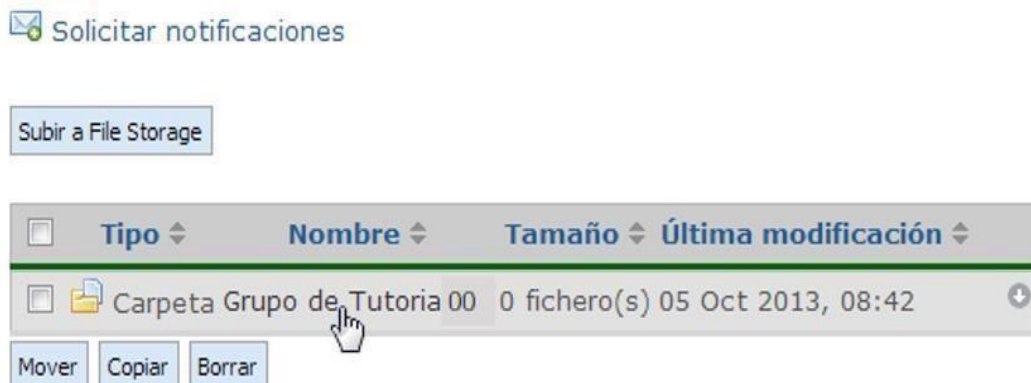 Solicitar notificaciones
Subir a File Storage
Tipo Nombre Tamaño Última modificación
Carpeta Grupo de Tutoria 00 0 fichero(s) 05 Oct 2013, 08:42
Mover Copiar Borrar